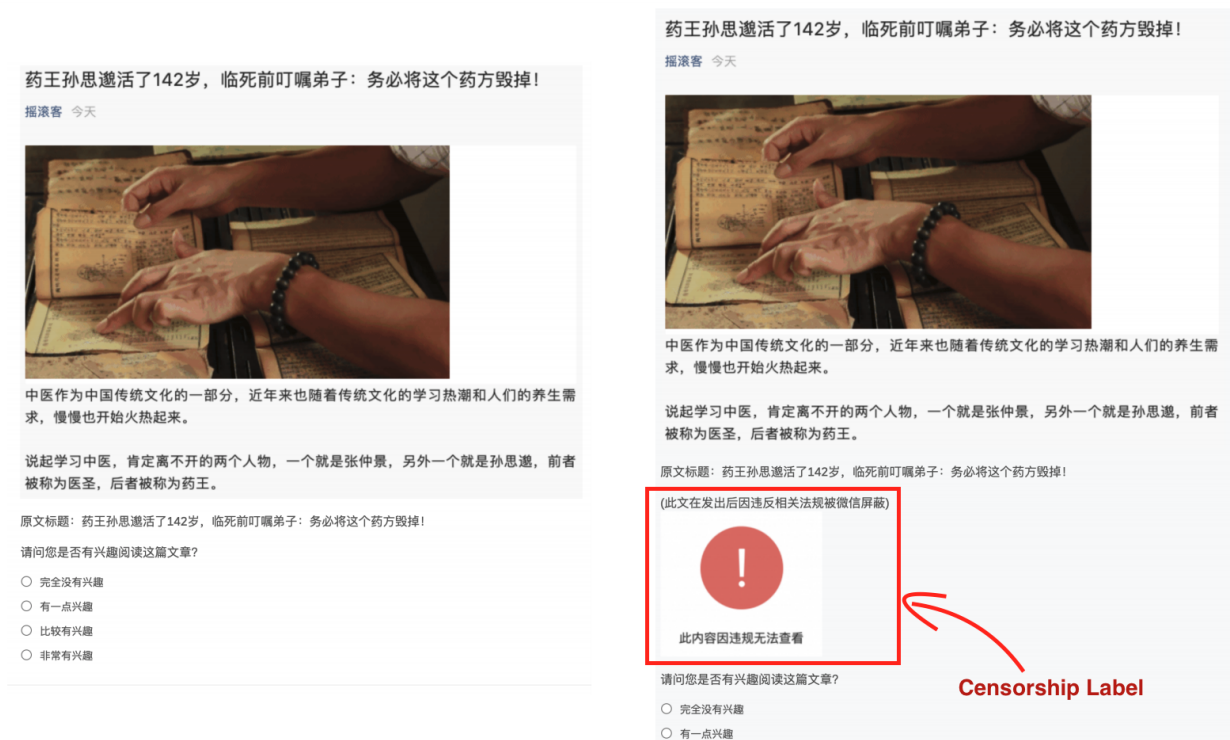 药王孙思邈活了142岁，临死前叮嘱弟子：务必将这个药方毁掉！
摇滚客 今天
中医作为中国传统文化的一部分，近年来也随着传统文化的学习热潮和人们的养生需
求，慢慢也开始火热起来。
说起学习中医，肯定离不开的两个人物，一个就是张仲景，另外一个就是孙思邈，前者
被称为医圣，后者被称为药王。
原文标题：药王孙思邈活了142岁，临死前叮嘱弟子：务必将这个药方毁掉！
请问您是否有兴趣阅读这篇文章?
完全没有兴趣
有一点兴趣
比较有兴趣
非常有兴趣
药王孙思邈活了142岁，临死前叮嘱弟子：务必将这个药方毁掉！
摇滚客 今天
中医作为中国传统文化的一部分，近年来也随着传统文化的学习热潮和人们的养生需
求，慢慢也开始火热起来。
说起学习中医，肯定离不开的两个人物，一个就是张仲景，另外一个就是孙思邈，前者
被称为医圣，后者被称为药王。
原文标题：药王孙思邈活了142岁，临死前叮嘱弟子：务必将这个药方毁掉！
(此文在发出后因违反相关法规被微信屏蔽)
此内容因违规无法查看
Censorship Label
请问您是否有兴趣阅读这篇文章?
完全没有兴趣
有一点兴趣